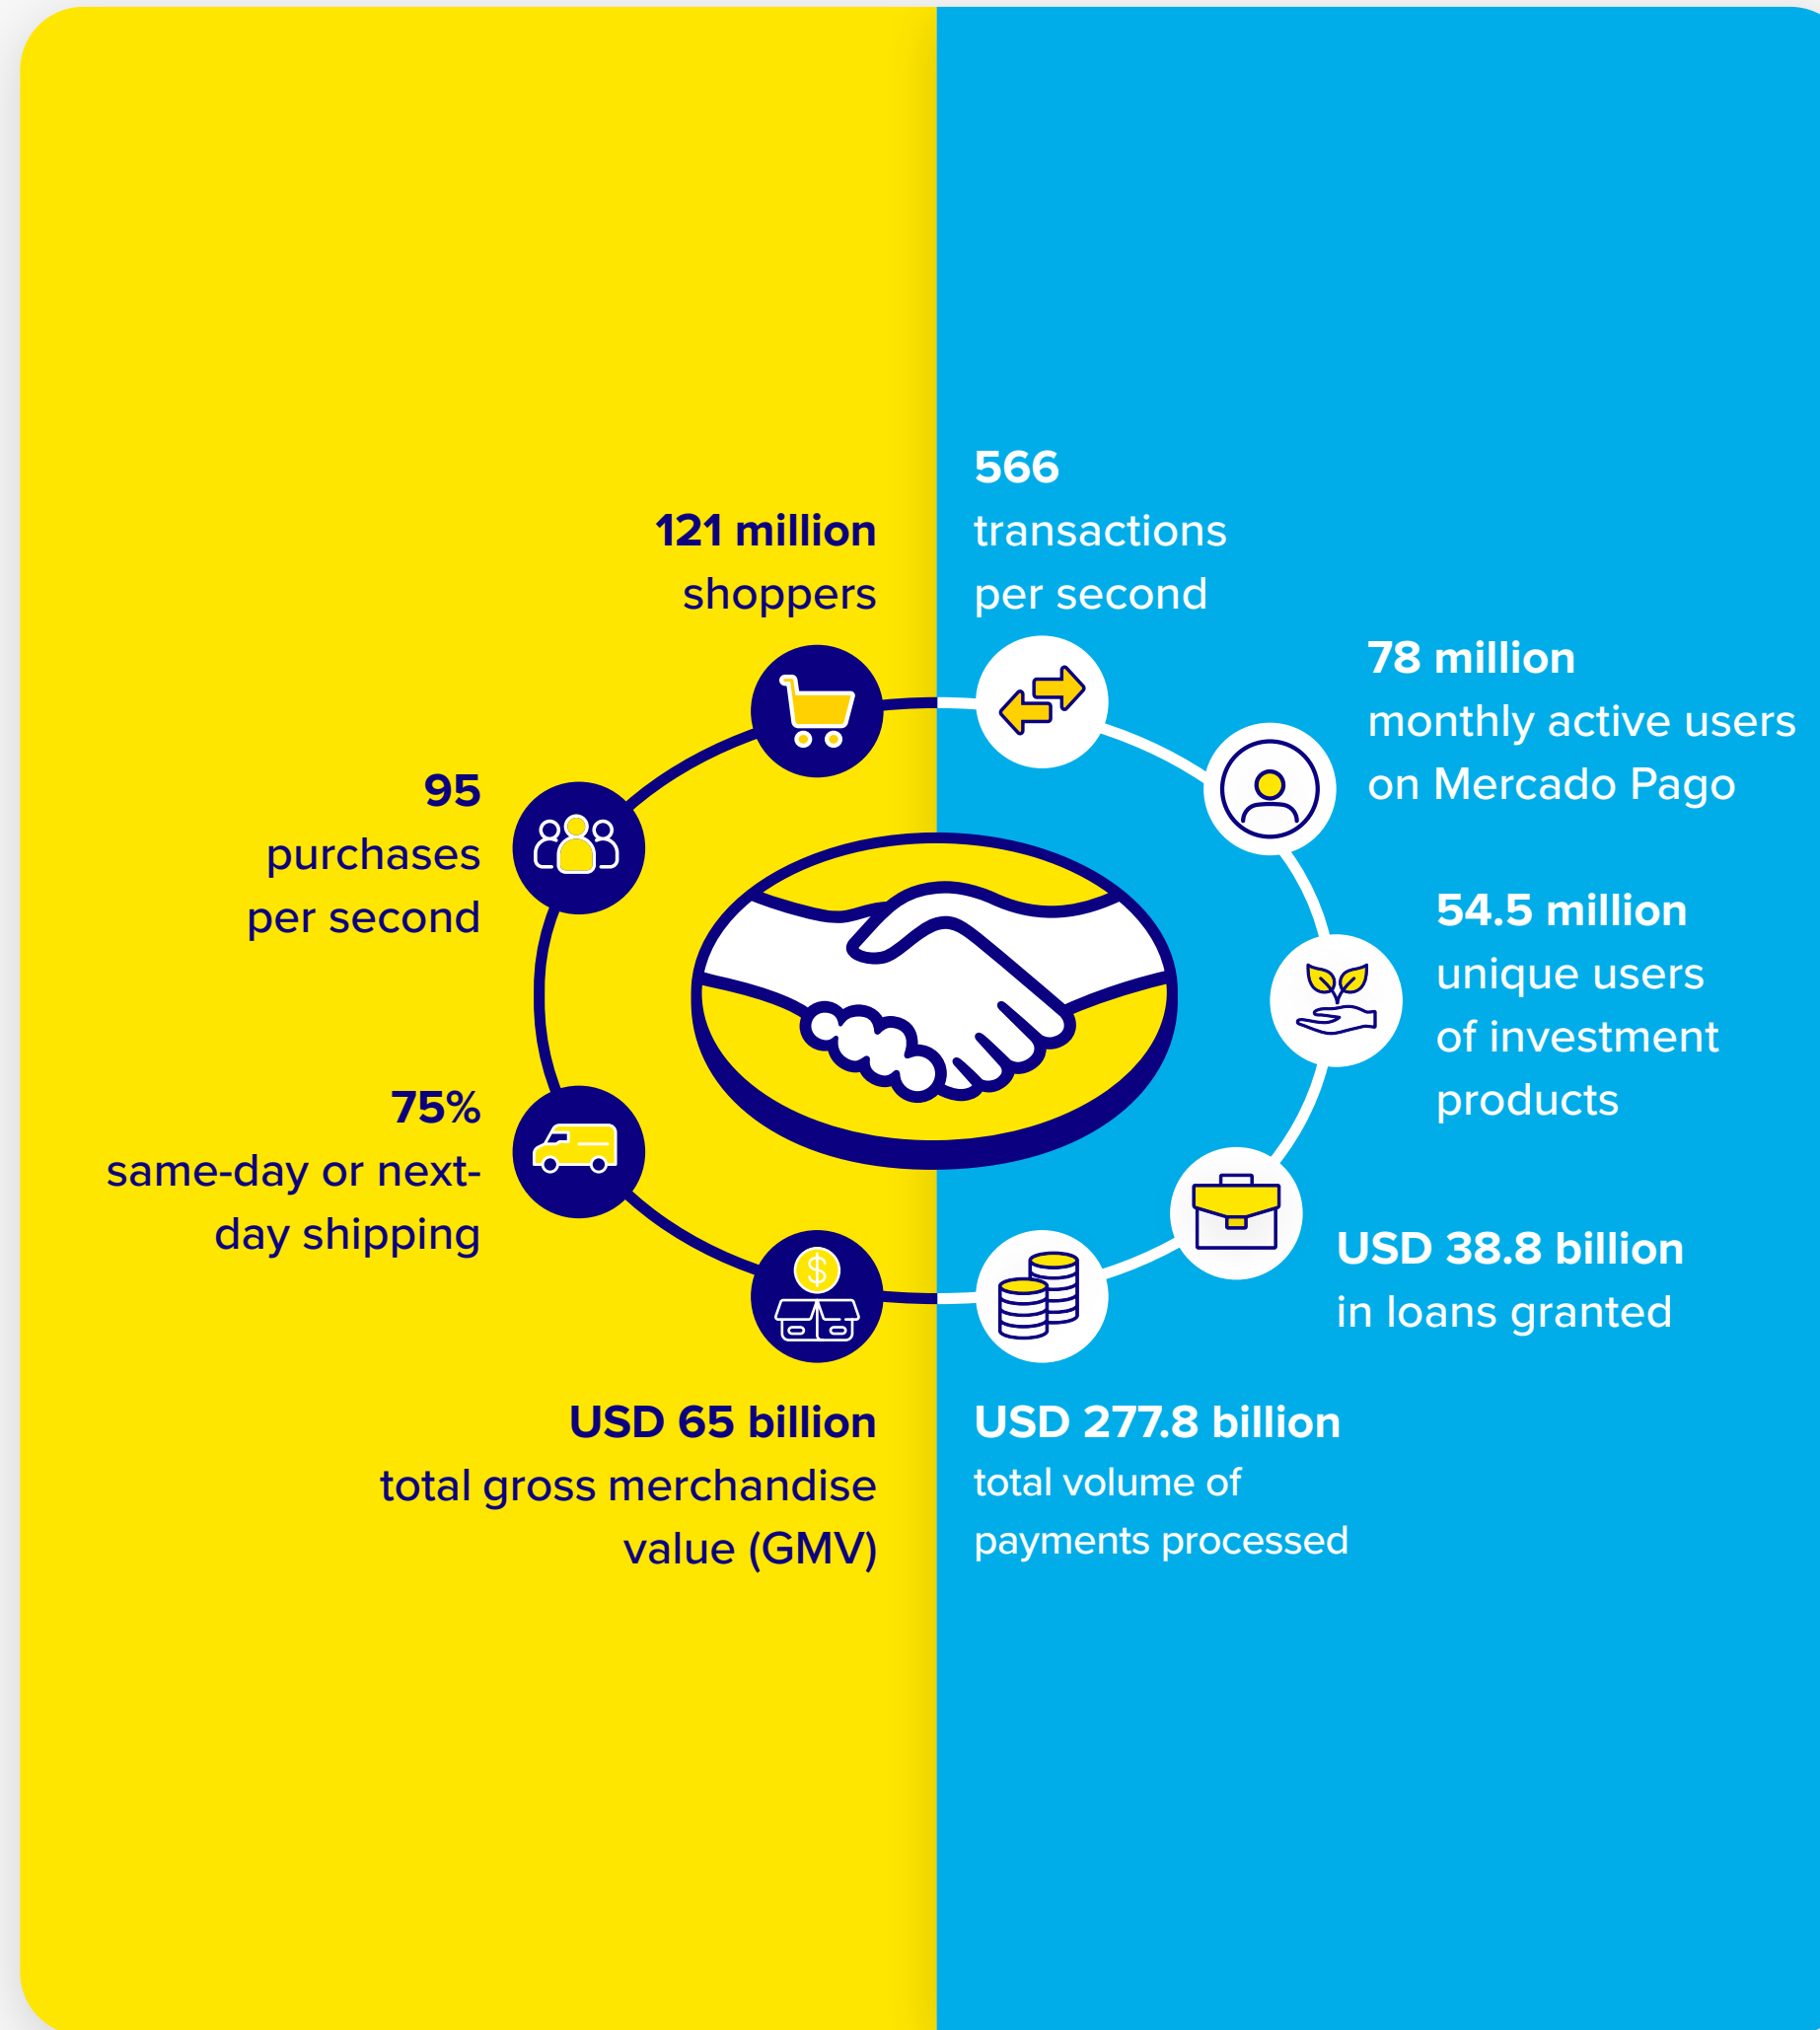 121 million
shoppers
95
purchases
per second
75%
same-day or next-
day shipping
USD 65 billion
total gross merchandise
value (GMV)
566
transactions
per second
78 million
monthly active users
on Mercado Pago
54.5 million
unique users
of investment
products
USD 38.8 billion
in loans granted
USD 277.8 billion
total volume of
payments processed